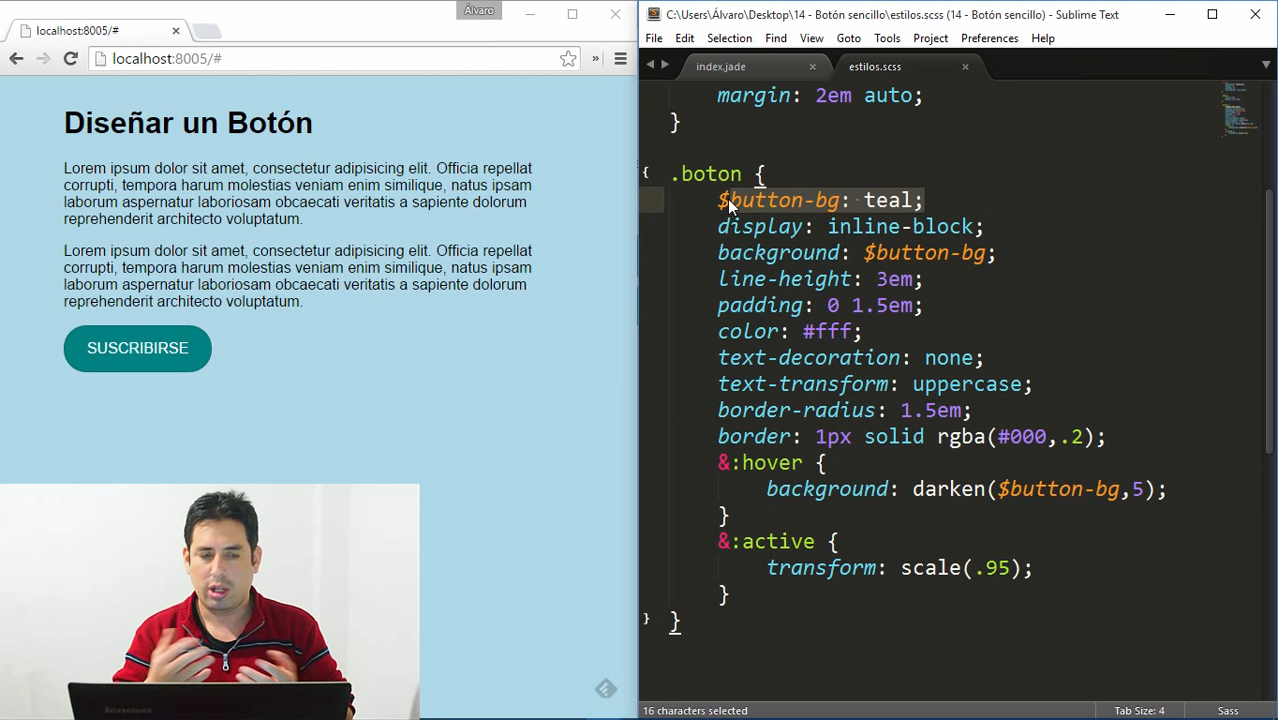 Álvaro
localhost:8005/#
localhost:8005/#
»
Diseñar un Botón
Lorem ipsum dolor sit amet, consectetur adipisicing elit. Officia repellat
corrupti, tempora harum molestias veniam enim similique, natus ipsum
laborum aspernatur laboriosam obcaecati veritatis a sapiente dolorum
reprehenderit architecto voluptatum.
Lorem ipsum dolor sit amet, consectetur adipisicing elit. Officia repellat
corrupti, tempora harum molestias veniam enim similique, natus ipsum
laborum aspernatur laboriosam obcaecati veritatis a sapiente dolorum
reprehenderit architecto voluptatum.
SUSCRIBIRSE
C:\Users\Álvaro\Desktop\14 - Botón sencillo\estilos.scss (14 - Botón sencillo) - Sublime Text
File Edit Selection Find View Goto Tools Project Preferences Help
index.jade estilos.scss
margin: 2em auto;
}
.boton {
$button-bg: teal;
display: inline-block;
background: $button-bg;
line-height: 3em;
padding: 0 1.5em;
color: #fff;
text-decoration: none;
text-transform: uppercase;
border-radius: 1.5em;
border: 1px solid rgba(#000,.2);
&:hover {
background: darken($button-bg,5);
}
&:active {
transform: scale(.95);
}
}
16 characters selected Tab Size: 4 Sass